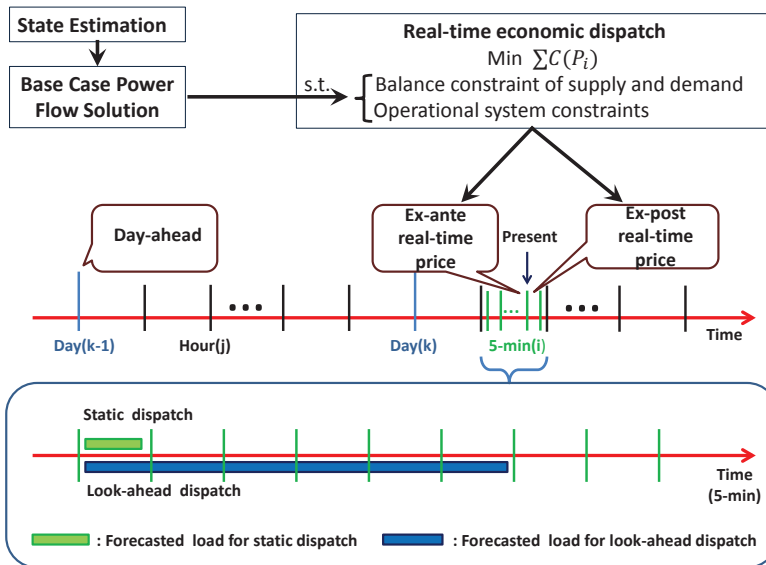 State Estimation
Base Case Power
Flow Solution
Real-time economic dispatch
Min ∑C(Pᵢ)
s.t.
Balance constraint of supply and demand
Operational system constraints
Day-ahead
Ex-ante
real-time
price
Present
Ex-post
real-time
price
...
...
...
Day(k-1)
Hour(j)
Day(k)
5-min(i)
Time
Static dispatch
Look-ahead dispatch
Time
(5-min)
: Forecasted load for static dispatch
: Forecasted load for look-ahead dispatch